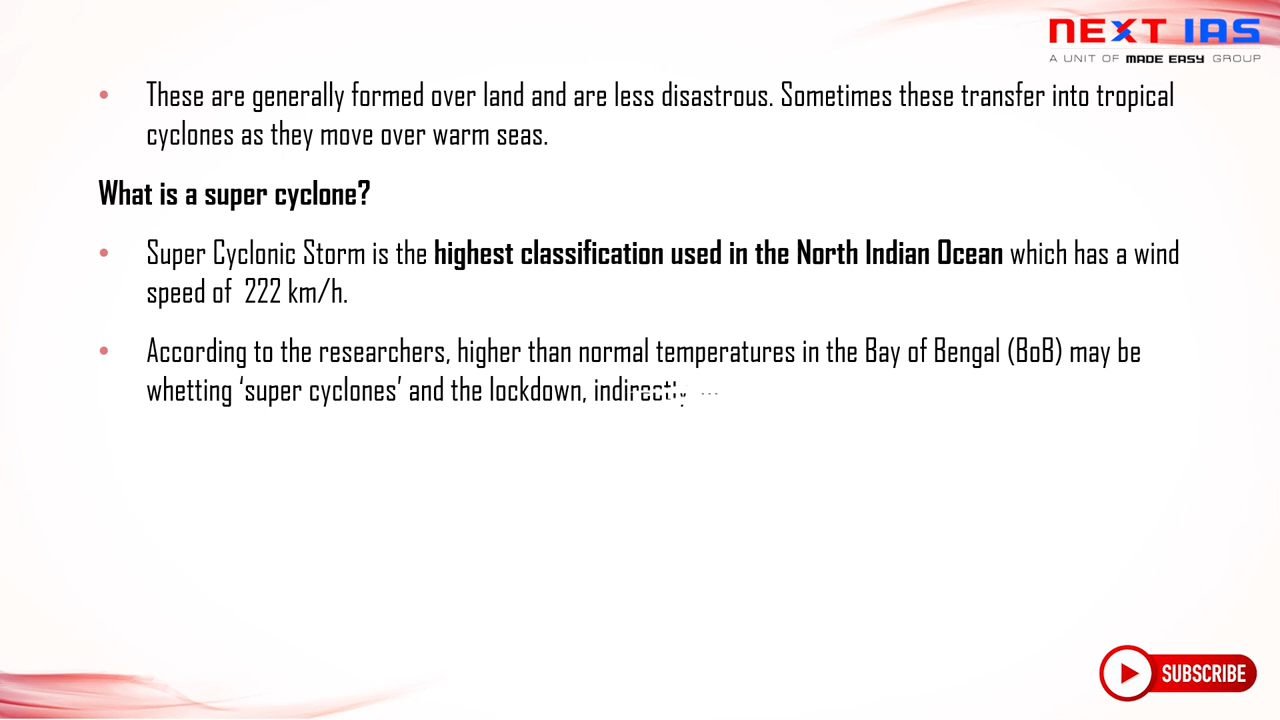 NEXT IAS
A UNIT OF MADE EASY GROUP
• These are generally formed over land and are less disastrous. Sometimes these transfer into tropical
cyclones as they move over warm seas.
What is a super cyclone?
• Super Cyclonic Storm is the highest classification used in the North Indian Ocean which has a wind
speed of 222 km/h.
• According to the researchers, higher than normal temperatures in the Bay of Bengal (BoB) may be
whetting ‘super cyclones’ and the lockdown, indirectly
SUBSCRIBE